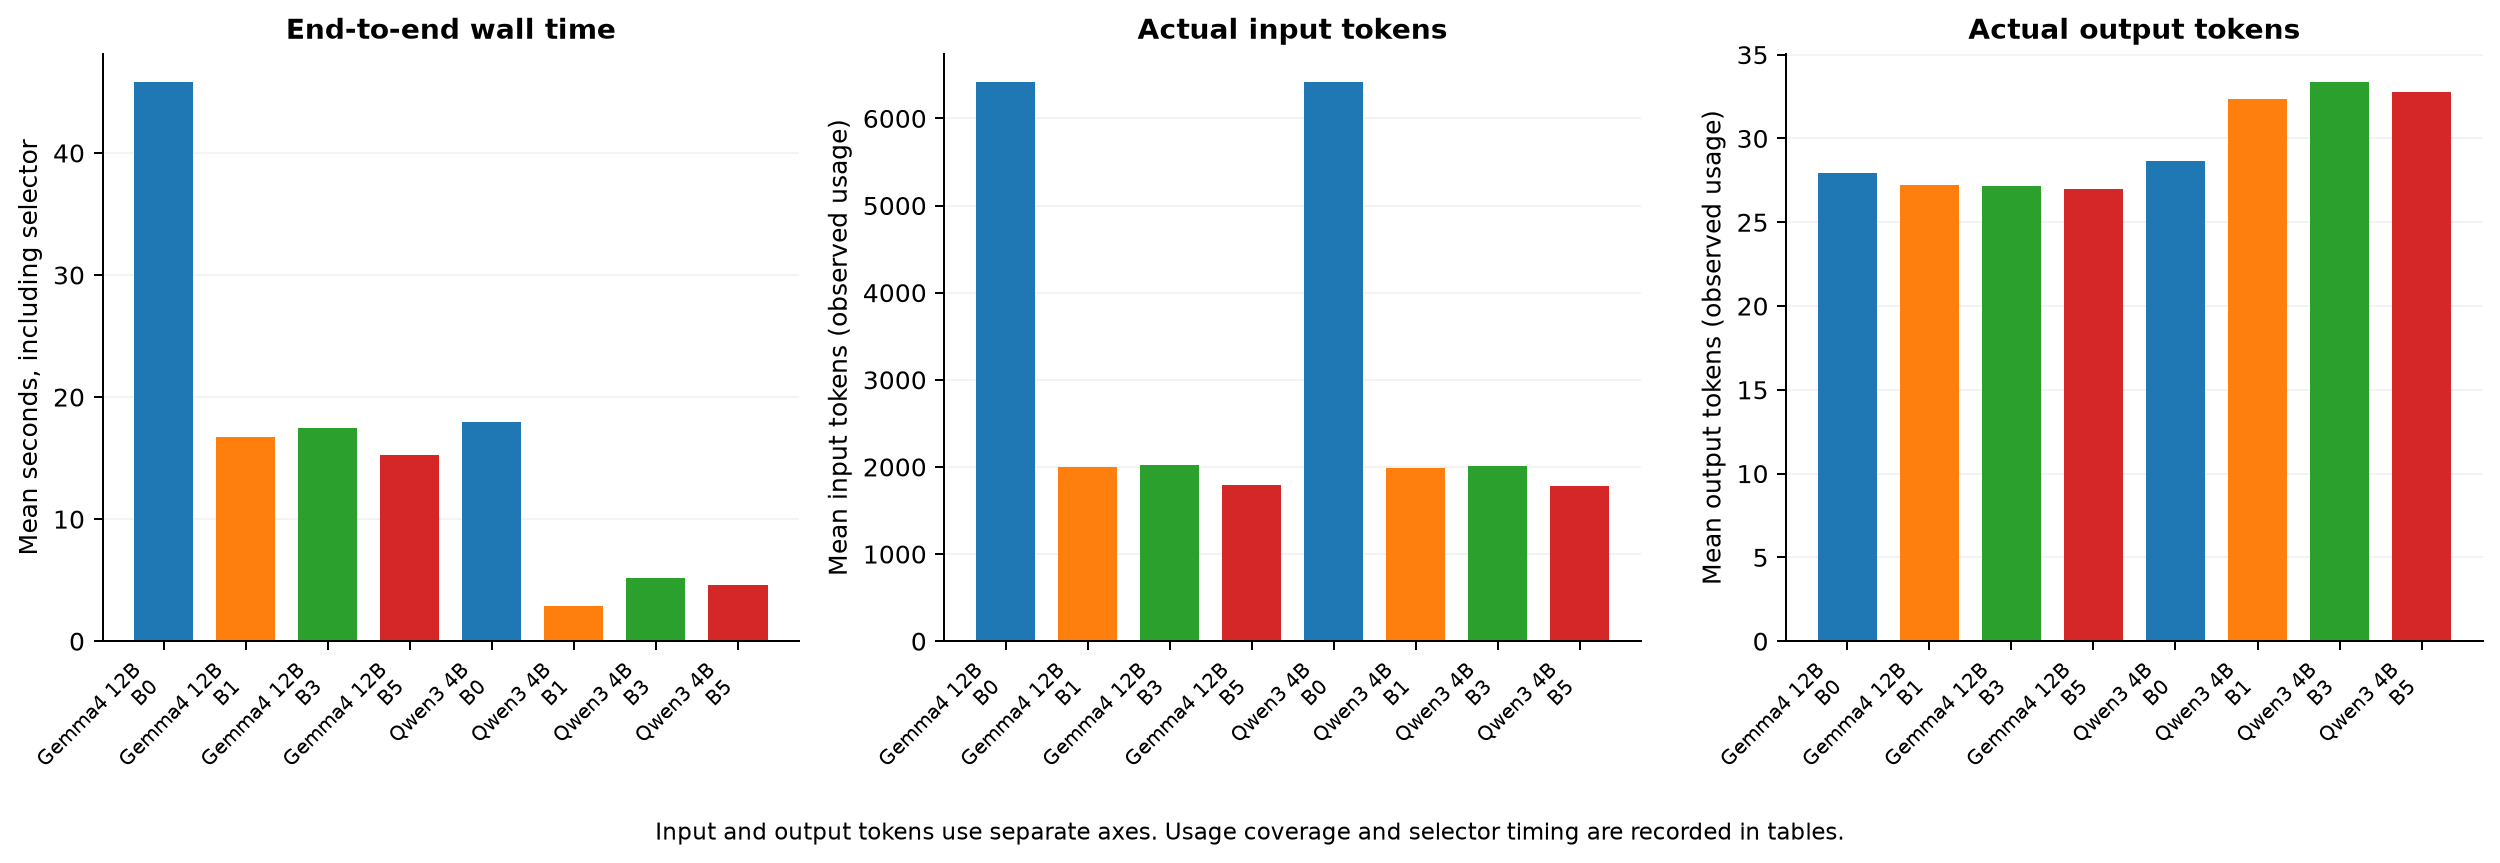 End-to-end wall time
Mean seconds, including selector
40
30
20
10
0
Gemma4 12B
B0
Gemma4 12B
B1
Gemma4 12B
B3
Gemma4 12B
B5
Qwen3 4B
B0
Qwen3 4B
B1
Qwen3 4B
B3
Qwen3 4B
B5
Actual input tokens
Mean input tokens (observed usage)
6000
5000
4000
3000
2000
1000
0
Gemma4 12B
B0
Gemma4 12B
B1
Gemma4 12B
B3
Gemma4 12B
B5
Qwen3 4B
B0
Qwen3 4B
B1
Qwen3 4B
B3
Qwen3 4B
B5
Actual output tokens
Mean output tokens (observed usage)
35
30
25
20
15
10
5
0
Gemma4 12B
B0
Gemma4 12B
B1
Gemma4 12B
B3
Gemma4 12B
B5
Qwen3 4B
B0
Qwen3 4B
B1
Qwen3 4B
B3
Qwen3 4B
B5
Input and output tokens use separate axes. Usage coverage and selector timing are recorded in tables.